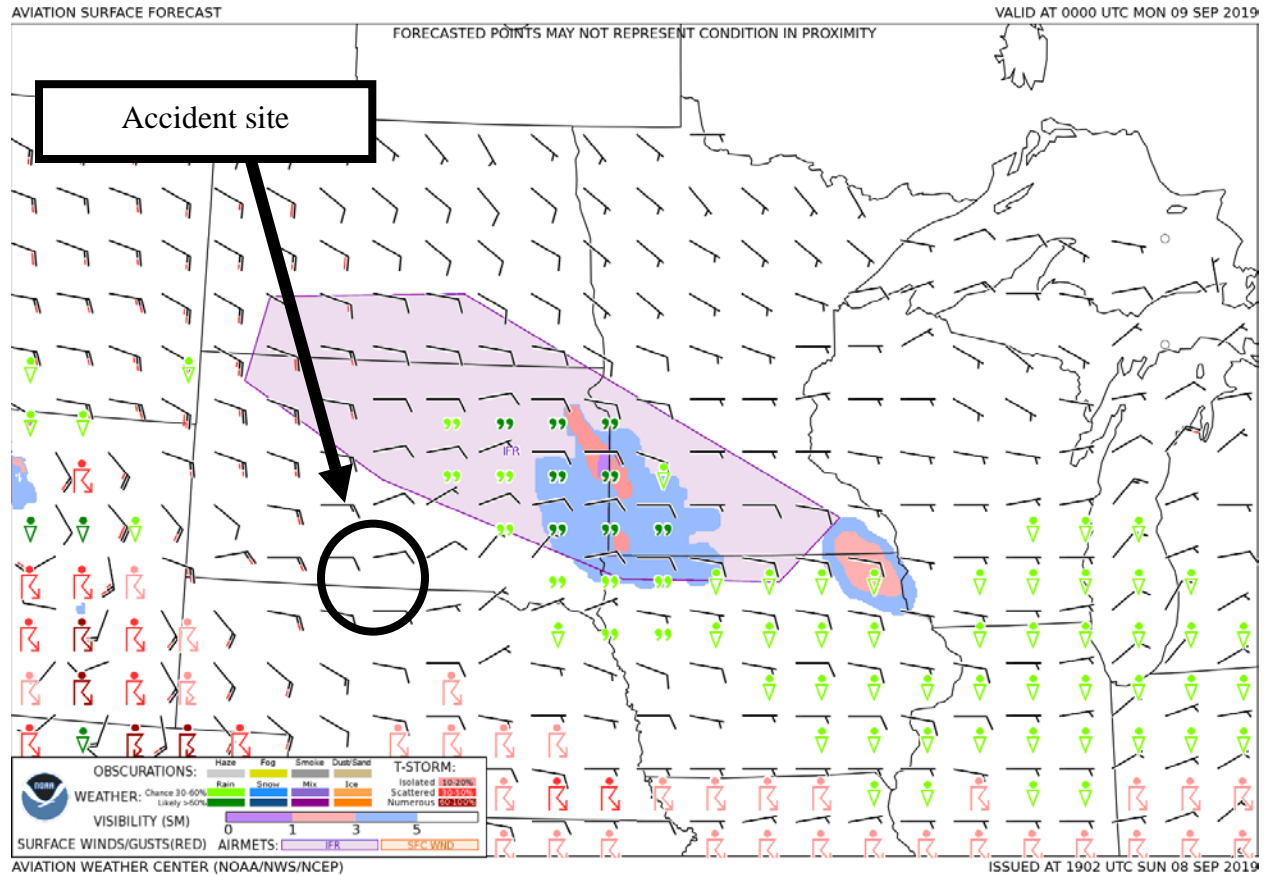 AVIATION SURFACE FORECAST
VALID AT 0000 UTC MON 09 SEP 2019
FORECASTED POINTS MAY NOT REPRESENT CONDITION IN PROXIMITY
Accident site
IFR
OBSCURATIONS: Haze Fog Smoke Dust/Sand
T-STORM:
Rain Snow Mix Ice
WEATHER: Chance 30-60%
Likely >60%
Isolated 10-20%
Scattered 30-50%
Numerous 60-100%
VISIBILITY (SM)
0 1 3 5
SURFACE WINDS/GUSTS(RED) AIRMETS: IFR SFC WND
NOAA
AVIATION WEATHER CENTER (NOAA/NWS/NCEP)
ISSUED AT 1902 UTC SUN 08 SEP 2019